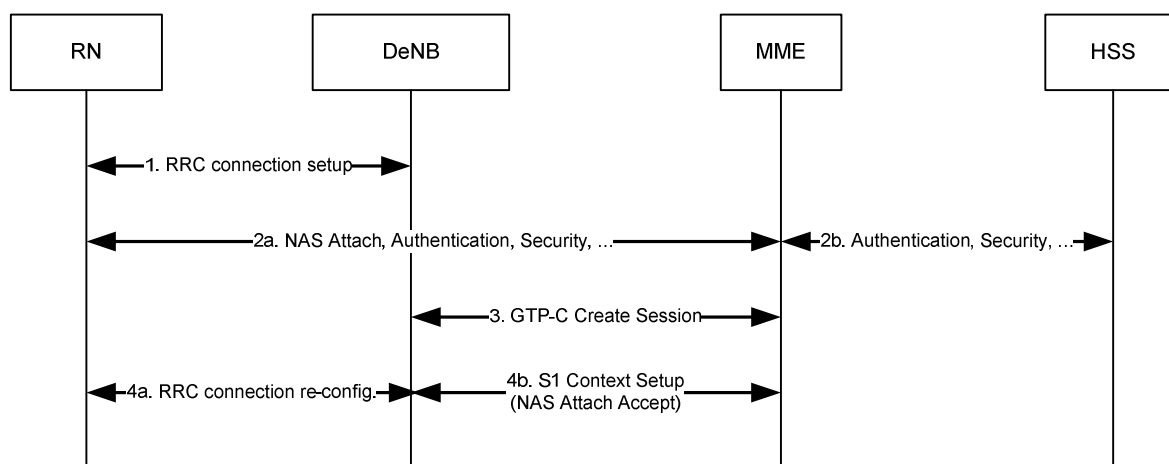 RN
DeNB
MME
HSS
1. RRC connection setup
2a. NAS Attach, Authentication, Security, ...
2b. Authentication, Security, ...
3. GTP-C Create Session
4a. RRC connection re-config.
4b. S1 Context Setup
(NAS Attach Accept)